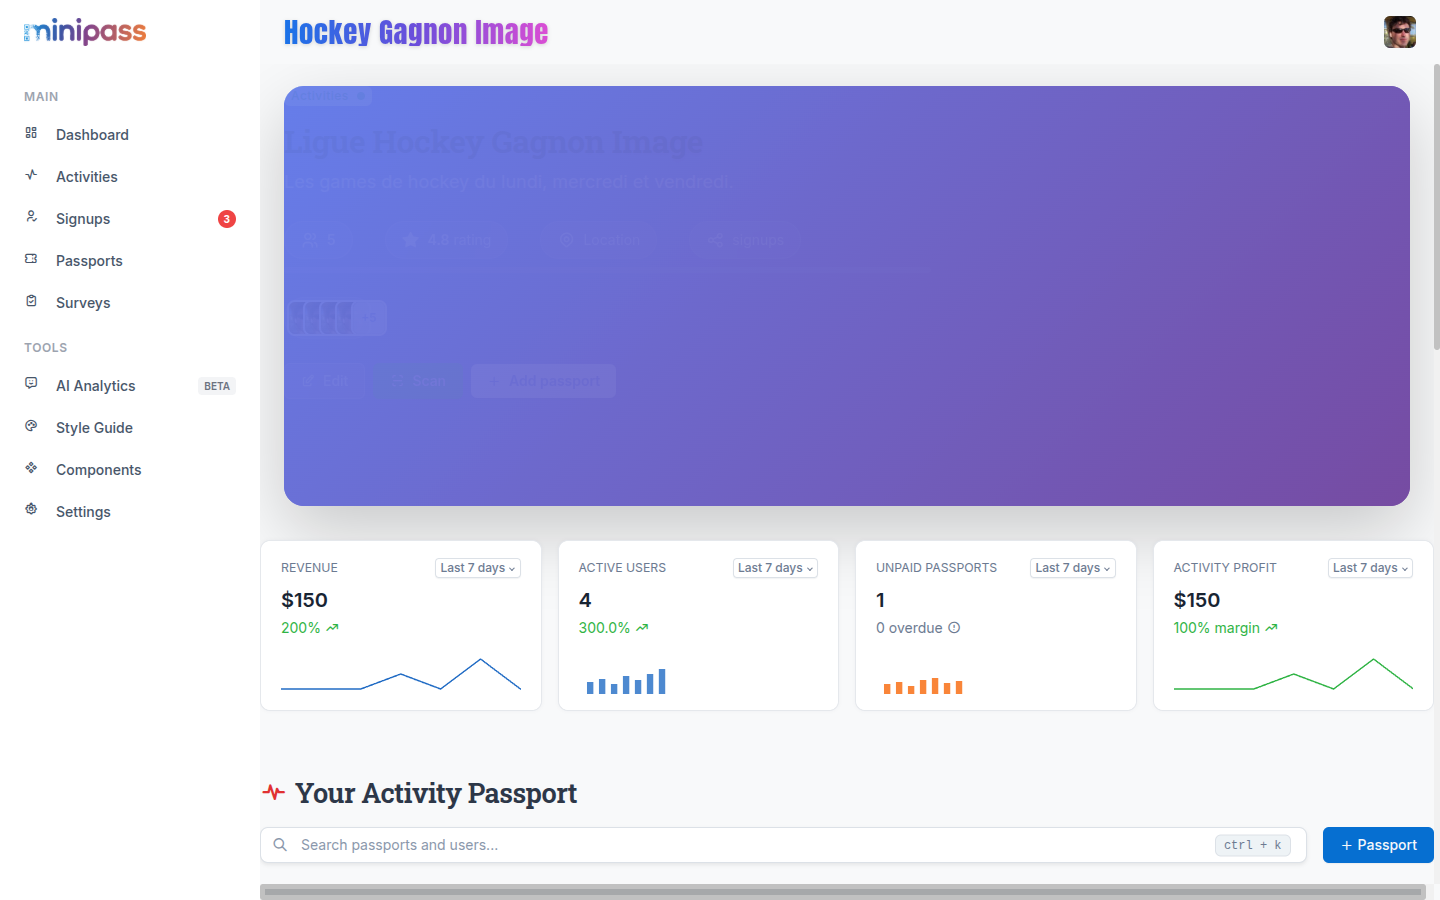 minipass
Hockey Gagnon Image
MAIN
Dashboard
Activities
Signups
3
Passports
Surveys
TOOLS
AI Analytics
BETA
Style Guide
Components
Settings
Activities
Ligue Hockey Gagnon Image
Les games de hockey du lundi, mercredi et vendredi
5
4.8 rating
Location
Signups
+5
Edit
Scan
Add passport
REVENUE
Last 7 days
$150
200%
ACTIVE USERS
Last 7 days
4
300.0%
UNPAID PASSPORTS
Last 7 days
1
0 overdue
ACTIVITY PROFIT
Last 7 days
$150
100% margin
Your Activity Passport
Search passports and users...
ctrl + k
+ Passport